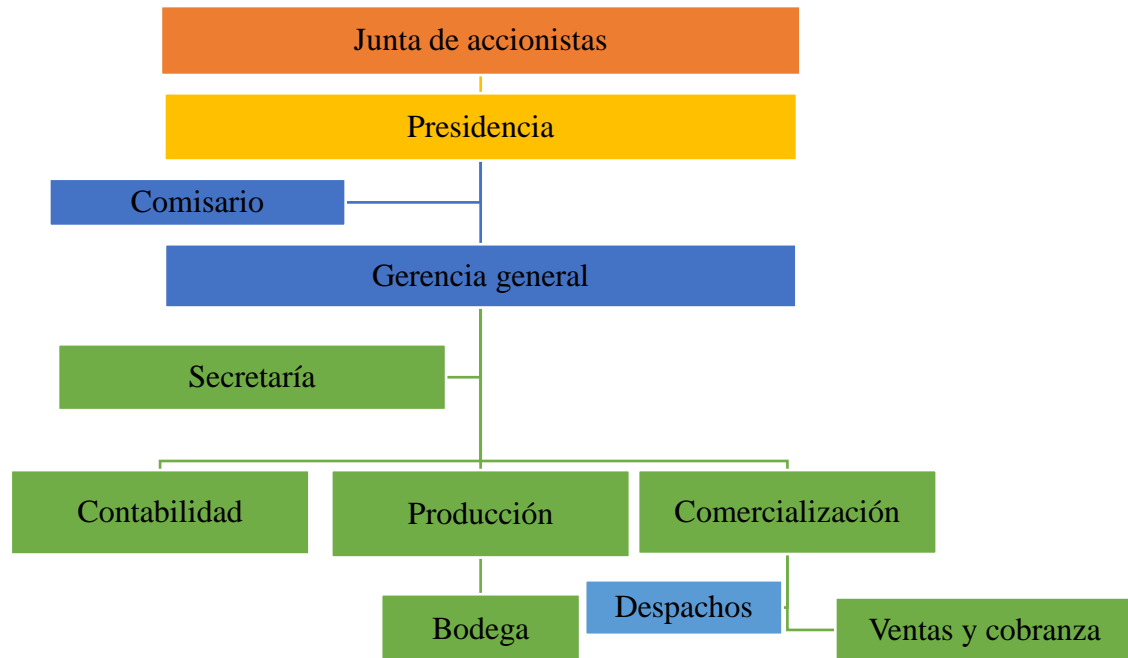 Junta de accionistas
Presidencia
Comisario
Gerencia general
Secretaría
Contabilidad
Producción
Comercialización
Bodega
Despachos
Ventas y cobranza